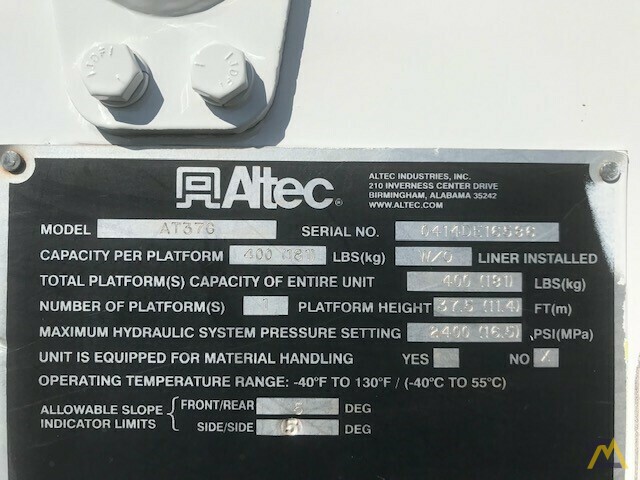 Altec®
ALTEC INDUSTRIES, INC.
210 INVERNESS CENTER DRIVE
BIRMINGHAM, ALABAMA 35242
WWW.ALTEC.COM
MODEL AT37G SERIAL NO.
CAPACITY PER PLATFORM 400 LBS(kg) W/O LINER INSTALLED
TOTAL PLATFORM(S) CAPACITY OF ENTIRE UNIT 400 (181) LBS(kg)
NUMBER OF PLATFORM(S) 1 PLATFORM HEIGHT 37.5 (11.4) FT(m)
MAXIMUM HYDRAULIC SYSTEM PRESSURE SETTING 2400 (16.5) PSI(MPa)
UNIT IS EQUIPPED FOR MATERIAL HANDLING YES NO /
OPERATING TEMPERATURE RANGE: -40°F TO 130°F / (-40°C TO 55°C)
ALLOWABLE SLOPE INDICATOR LIMITS
FRONT/REAR 5 DEG
SIDE/SIDE 5 DEG